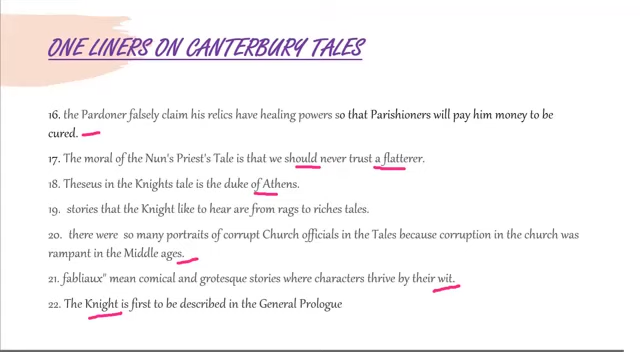 ONE LINERS ON CANTERBURY TALES
16. the Pardoner falsely claim his relics have healing powers so that Parishioners will pay him money to be
cured.
17. The moral of the Nun's Priest's Tale is that we should never trust a flatterer.
18. Theseus in the Knights tale is the duke of Athens.
19. stories that the Knight like to hear are from rags to riches tales.
20. there were so many portraits of corrupt Church officials in the Tales because corruption in the church was
rampant in the Middle ages.
21. fabliaux" mean comical and grotesque stories where characters thrive by their wit.
22. The Knight is first to be described in the General Prologue